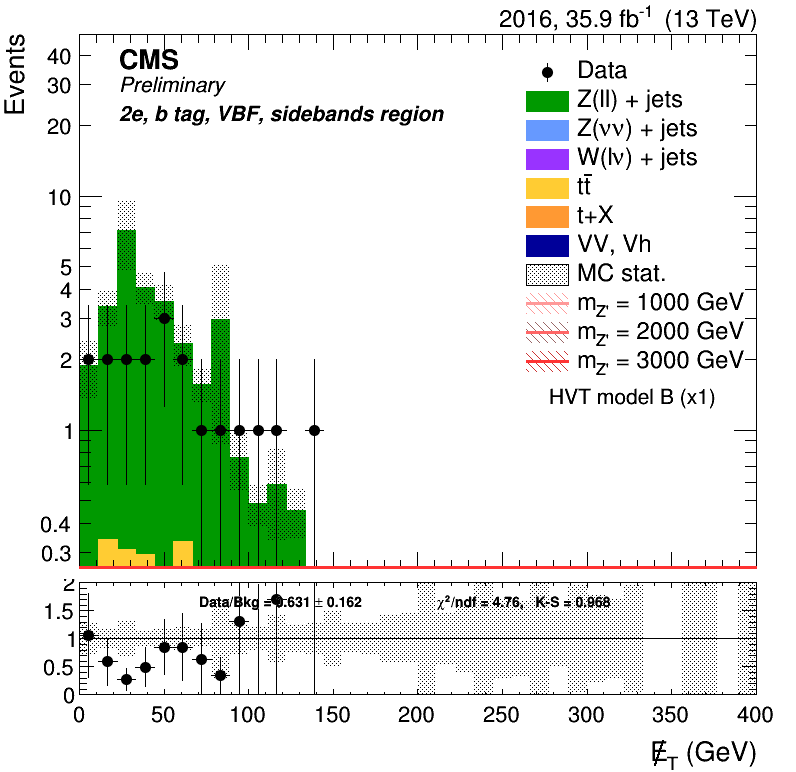 2016, 35.9 fb⁻¹ (13 TeV)
Events
CMS
Preliminary
2e, b tag, VBF, sidebands region
Data
Z(ll) + jets
Z(νν) + jets
W(lν) + jets
tt̄
t+X
VV, Vh
MC stat.
m_Z' = 1000 GeV
m_Z' = 2000 GeV
m_Z' = 3000 GeV
HVT model B (x1)
40
30
20
10
5
4
3
2
1
0.4
0.3
Data/Bkg = 0.631 ± 0.162
χ²/ndf = 4.76, K-S = 0.968
2
1.5
1
0.5
0
0 50 100 150 200 250 300 350 400
E̸_T (GeV)